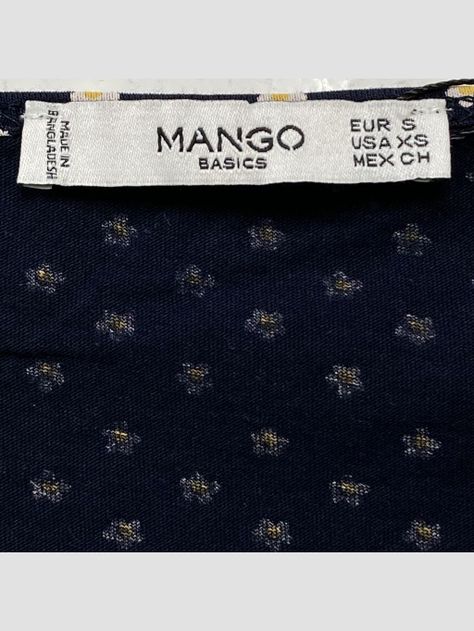 MADE IN
BANGLADESH
MANGO
BASICS
EUR S
USA XS
MEX CH